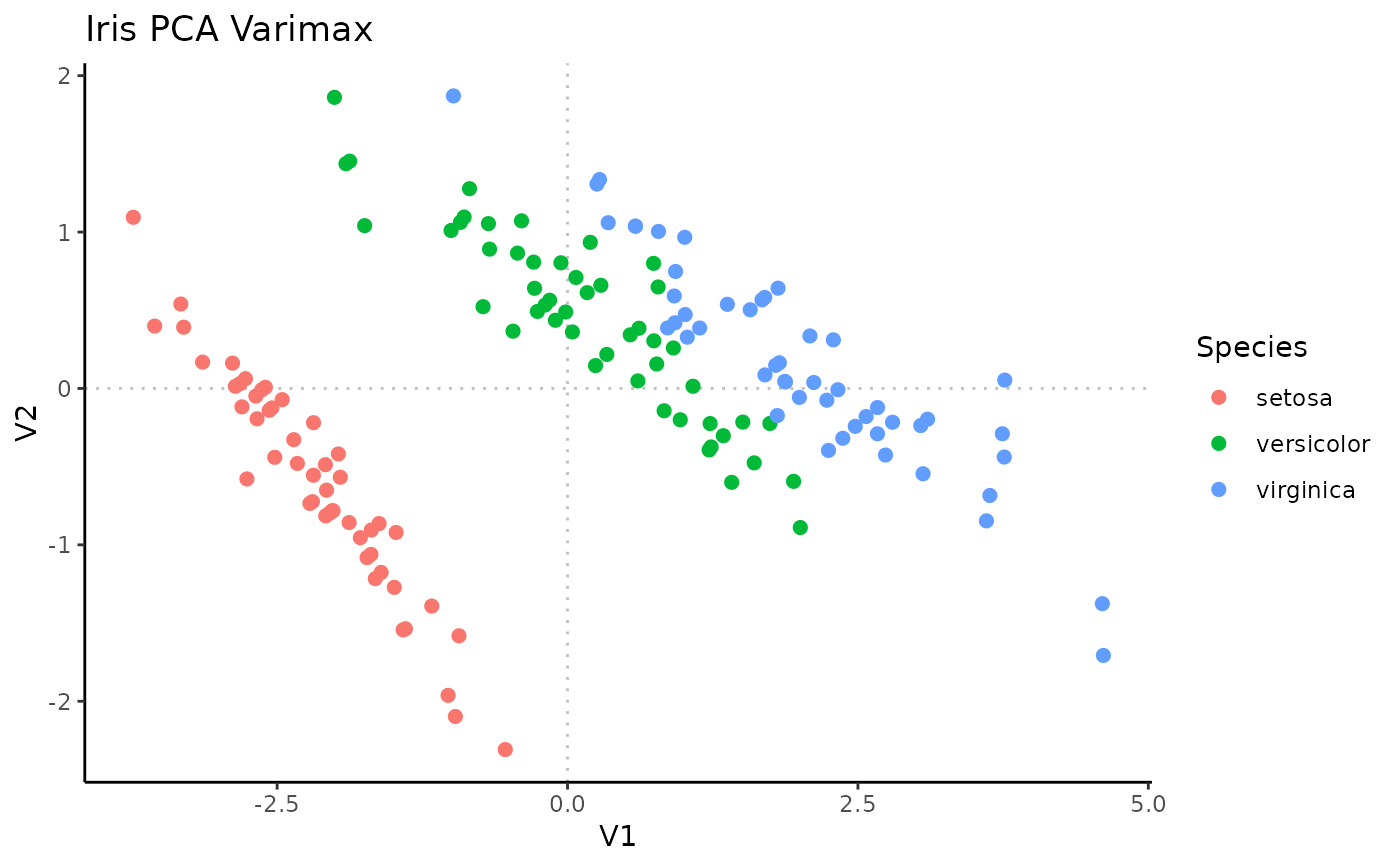 Iris PCA Varimax
2
1
0
-1
-2
V2
-2.5
0.0
2.5
5.0
V1
Species
setosa
versicolor
virginica